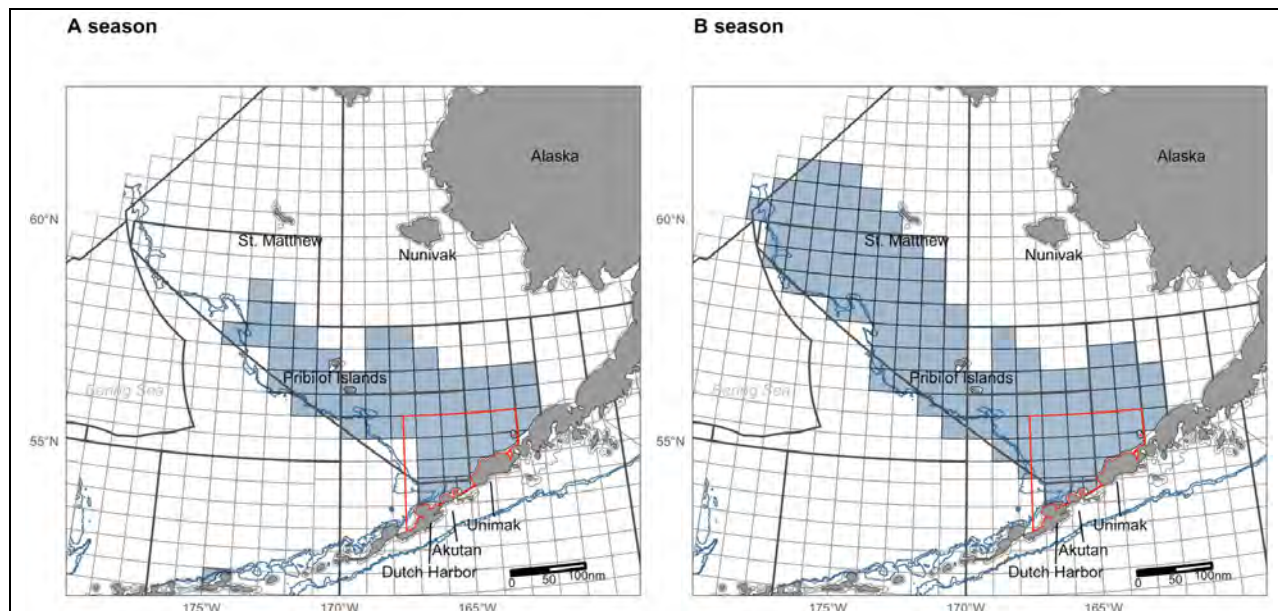 A season
Alaska
60°N
St. Matthew
Nunivak
Pribilof Islands
Bering Sea
55°N
Unimak
Akutan
Dutch Harbor
0 50 100nm
175°W 170°W 165°W
B season
Alaska
60°N
St. Matthew
Nunivak
Pribilof Islands
Bering Sea
55°N
Unimak
Akutan
Dutch Harbor
0 50 100nm
175°W 170°W 165°W